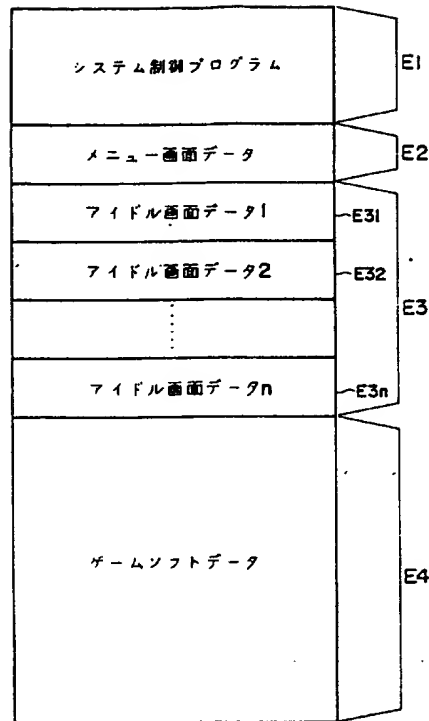 システム制御プログラム
E1
メニュー画面データ
E2
アイドル画面データ1
E31
アイドル画面データ2
E32
E3
アイドル画面データn
E3n
ゲームソフトデータ
E4